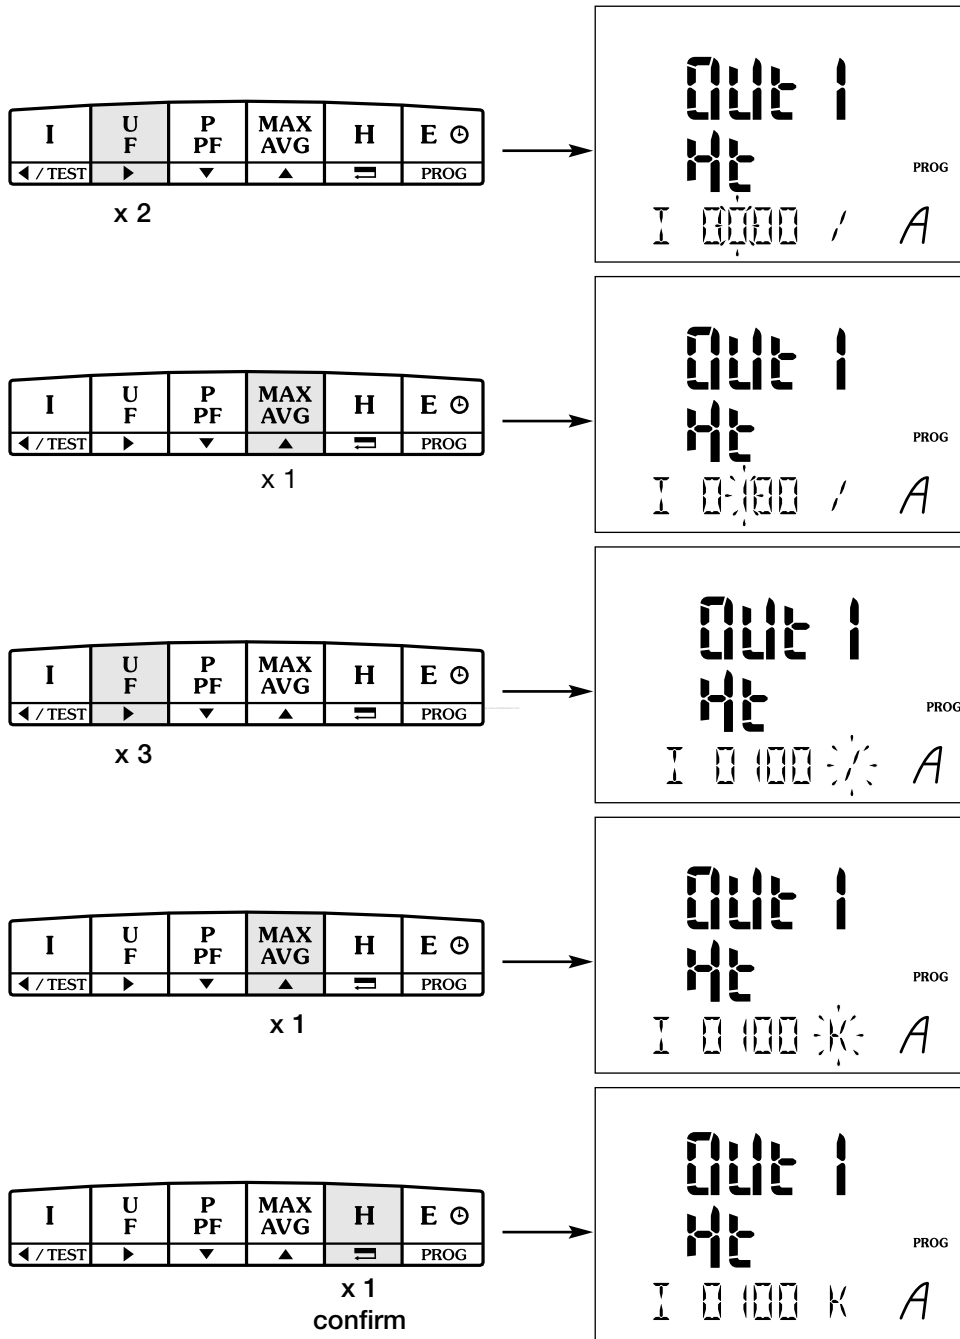 OUt 1
Ht
PROG
I 0000 / A
I U F P PF MAX AVG H E
/ TEST PROG
x 2
OUt 1
Ht
PROG
I 0100 / A
I U F P PF MAX AVG H E
/ TEST PROG
x 1
OUt 1
Ht
PROG
I 0100 / A
I U F P PF MAX AVG H E
/ TEST PROG
x 3
OUt 1
Ht
PROG
I 0100 K A
I U F P PF MAX AVG H E
/ TEST PROG
x 1
OUt 1
Ht
PROG
I 0100 K A
I U F P PF MAX AVG H E
/ TEST PROG
x 1
confirm